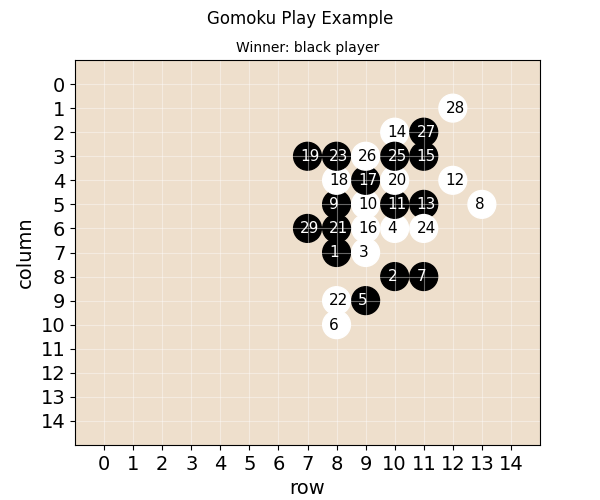 Gomoku Play Example
Winner: black player
0
1 28
2 14 27
3 19 23 26 25 15
4 18 17 20 12
5 9 10 11 13 8
6 29 21 16 4 24
7 1 3
8 2 7
9 22 5
10 6
11
12
13
14
column
0 1 2 3 4 5 6 7 8 9 10 11 12 13 14
row